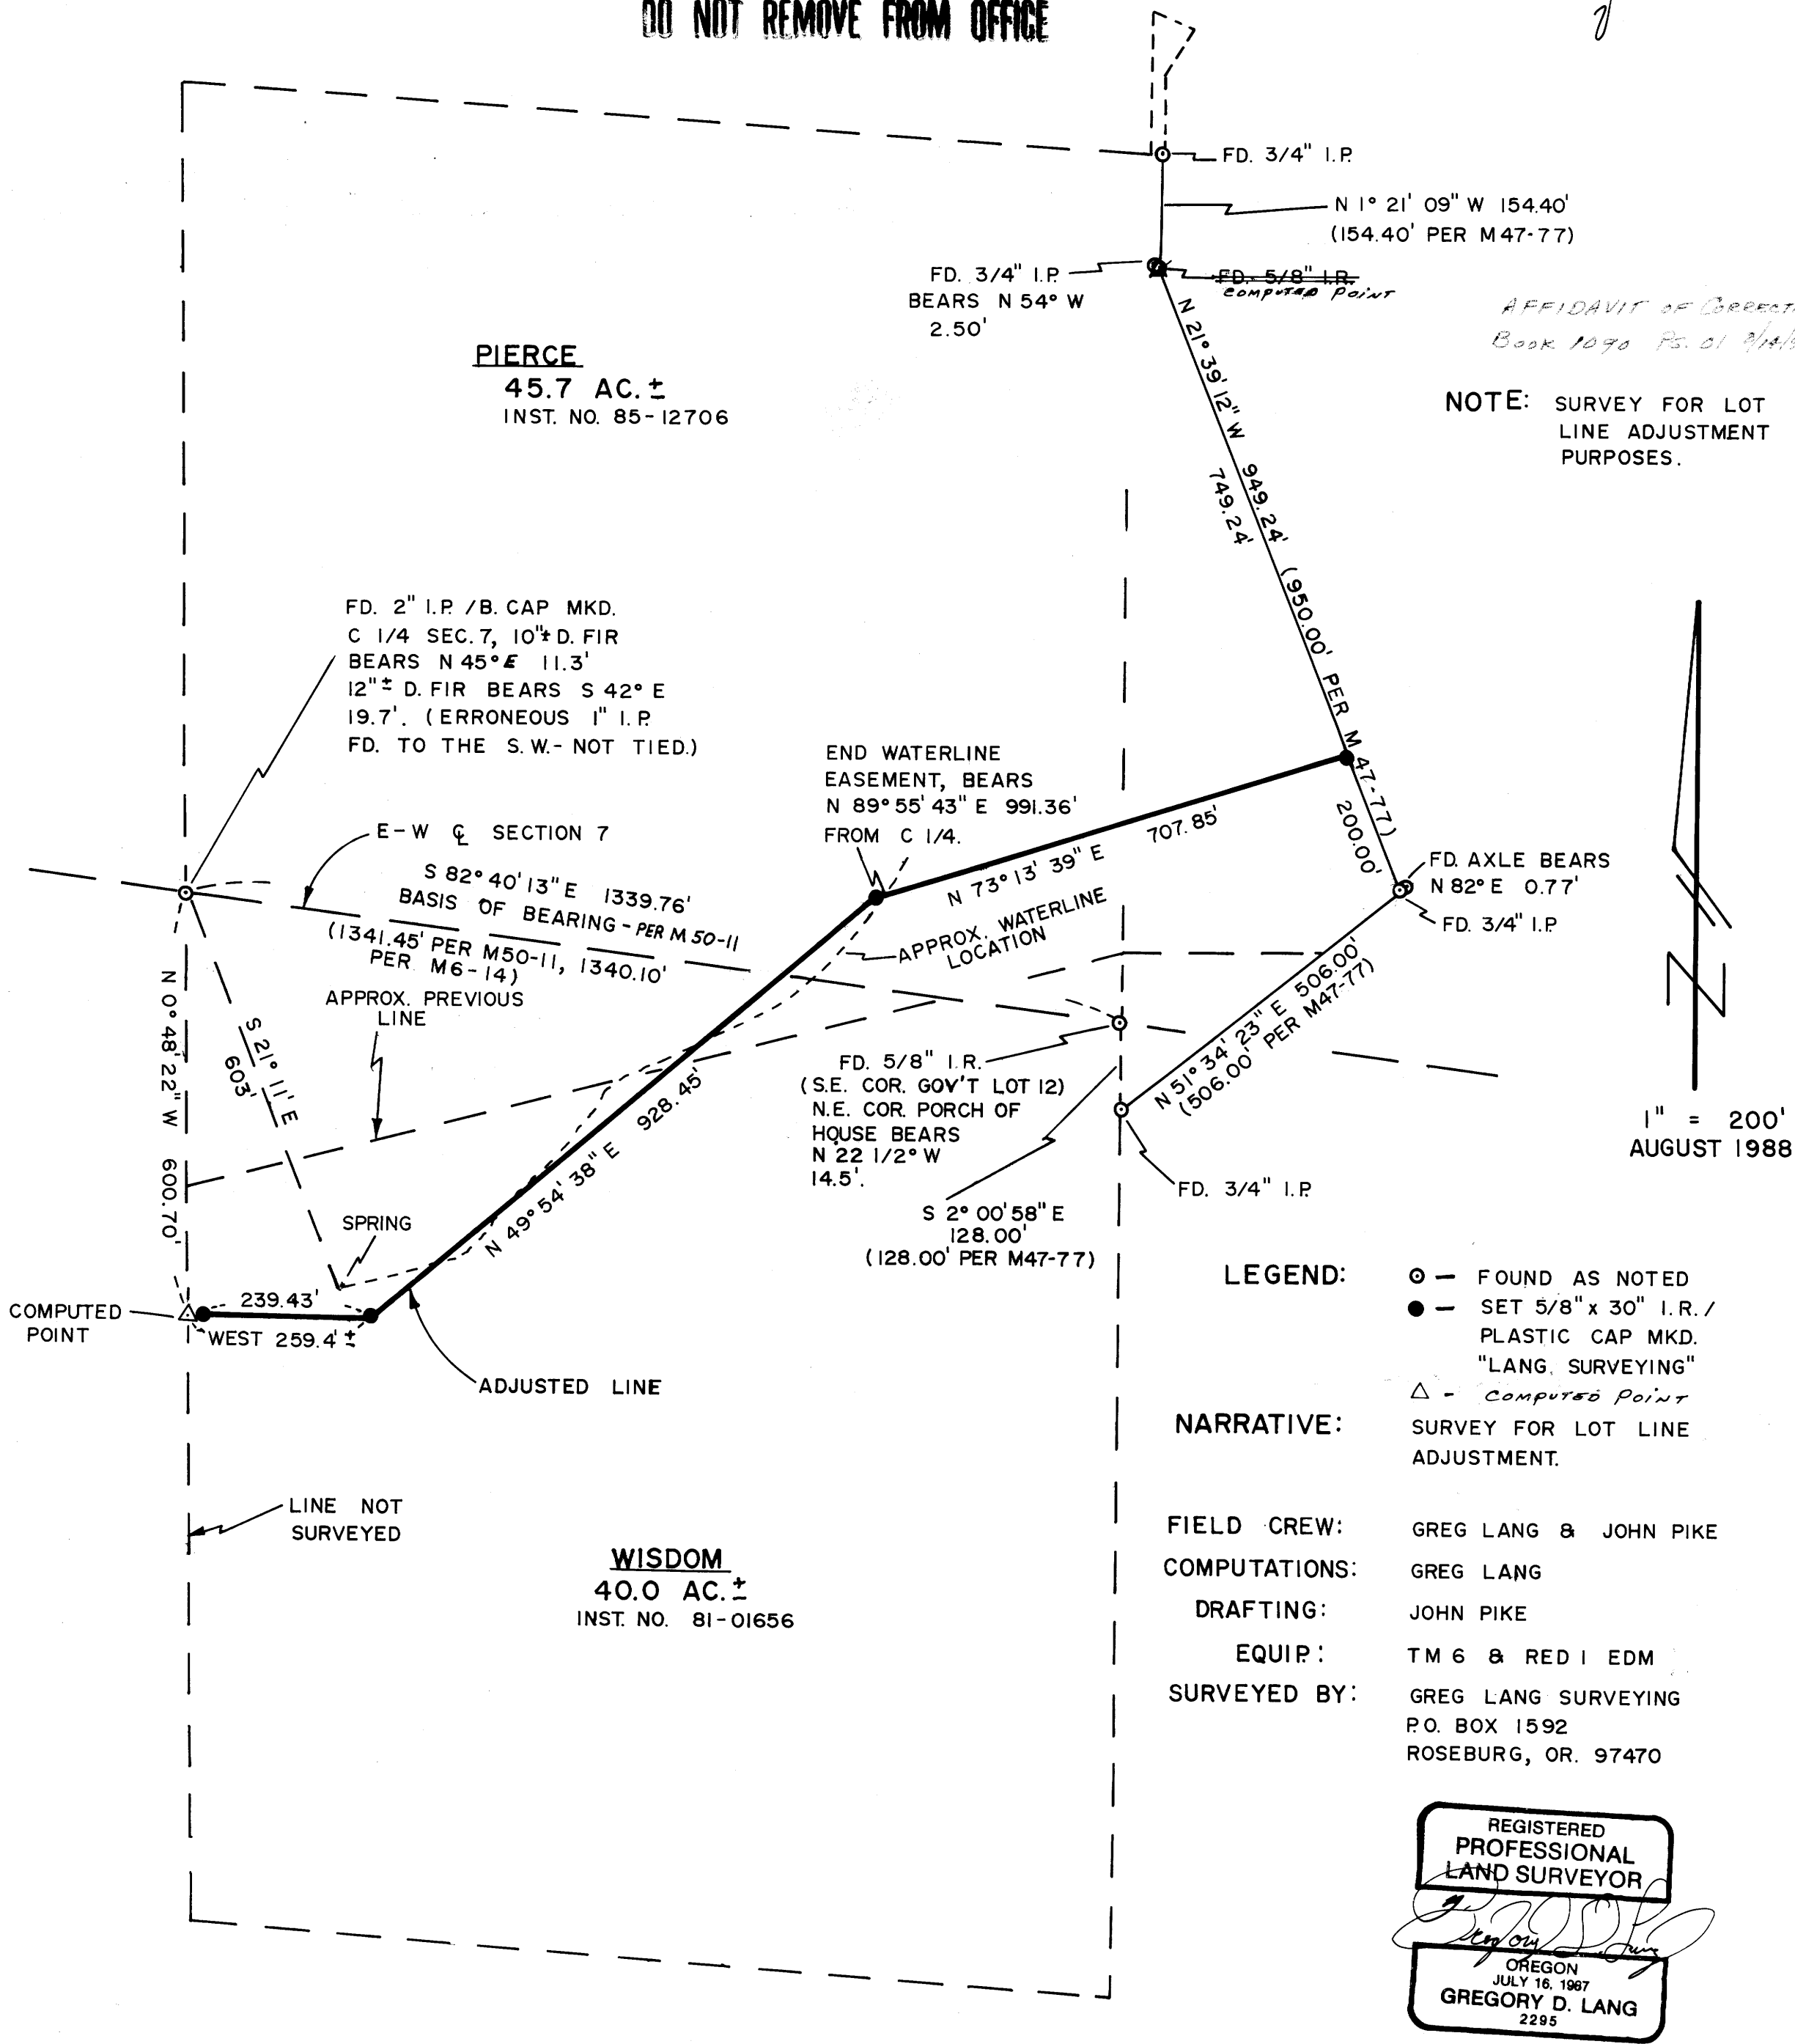 DO NOT REMOVE FROM OFFICE
FD. 3/4" I.P.
N 1° 21' 09" W 154.40'
(154.40' PER M47-77)
FD. 3/4" I.P.
BEARS N 54° W
2.50'
FD. 5/8" I.R.
COMPUTED POINT
AFFIDAVIT OF
BOOK 1090 PG. 01
PIERCE
45.7 AC.±
INST. NO. 85-12706
NOTE: SURVEY FOR LOT
LINE ADJUSTMENT
PURPOSES.
N 21° 39' 12" W 949.24' (950.00' PER M 47-77)
749.24'
200.00'
FD. 2" I.P. /B. CAP MKD.
C 1/4 SEC. 7, 10"± D. FIR
BEARS N 45° E 11.3'
12"± D. FIR BEARS S 42° E
19.7'. (ERRONEOUS 1" I.P.
FD. TO THE S.W.- NOT TIED.)
END WATERLINE
EASEMENT, BEARS
N 89° 55' 43" E 991.36'
FROM C 1/4.
E-W ℄ SECTION 7
S 82° 40' 13" E 1339.76'
BASIS OF BEARING - PER M 50-11
(1341.45' PER M50-11, 1340.10'
PER M6-14)
N 73° 13' 39" E 707.85'
APPROX. WATERLINE
LOCATION
FD. AXLE BEARS
N 82° E 0.77'
FD. 3/4" I.P.
APPROX. PREVIOUS
LINE
N 0° 48' 22" W 600.70'
S 21° 11' E
603'
N 49° 54' 38" E 928.45'
FD. 5/8" I.R.
(S.E. COR. GOV'T LOT 12)
N.E. COR. PORCH OF
HOUSE BEARS
N 22 1/2° W
14.5'.
N 51° 34' 23" E 506.00'
(506.00' PER M47-77)
FD. 3/4" I.P.
S 2° 00' 58" E
128.00'
(128.00' PER M47-77)
N
1" = 200'
AUGUST 1988
SPRING
COMPUTED
POINT
239.43'
WEST 259.4'±
ADJUSTED LINE
LEGEND:
⊙ — FOUND AS NOTED
● — SET 5/8" x 30" I.R. /
PLASTIC CAP MKD.
"LANG. SURVEYING"
△ - COMPUTED POINT
NARRATIVE: SURVEY FOR LOT LINE
ADJUSTMENT.
LINE NOT
SURVEYED
WISDOM
40.0 AC.±
INST. NO. 81-01656
FIELD CREW: GREG LANG & JOHN PIKE
COMPUTATIONS: GREG LANG
DRAFTING: JOHN PIKE
EQUIP.: TM 6 & RED 1 EDM
SURVEYED BY: GREG LANG SURVEYING
P.O. BOX 1592
ROSEBURG, OR. 97470
REGISTERED
PROFESSIONAL
LAND SURVEYOR
Gregory D. Lang
OREGON
JULY 16, 1987
GREGORY D. LANG
2295